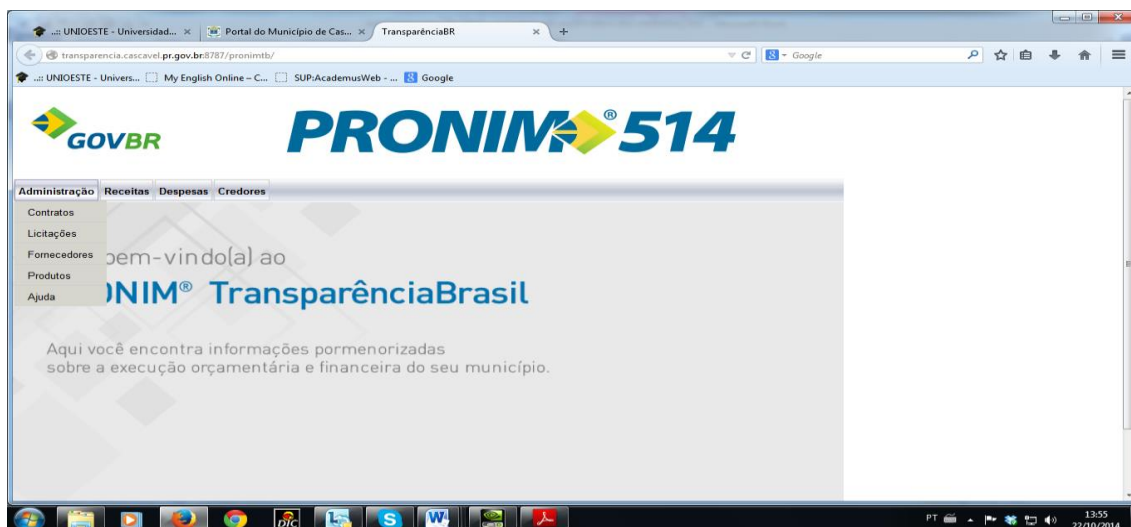 ..:: UNIOESTE - Universidad... × Portal do Município de Cas... × TransparênciaBR × +
transparencia.cascavel.pr.gov.br:8787/pronimtb/ 8 Google
..:: UNIOESTE - Univers... My English Online – C... SUP:AcademusWeb - ... 8 Google
GOVBR PRONIM®514
Administração Receitas Despesas Credores
Contratos
Licitações
Fornecedores
Produtos
Ajuda
bem-vindo(a) ao
ONIM® TransparênciaBrasil
Aqui você encontra informações pormenorizadas
sobre a execução orçamentária e financeira do seu município.
PT 13:55
22/10/2014